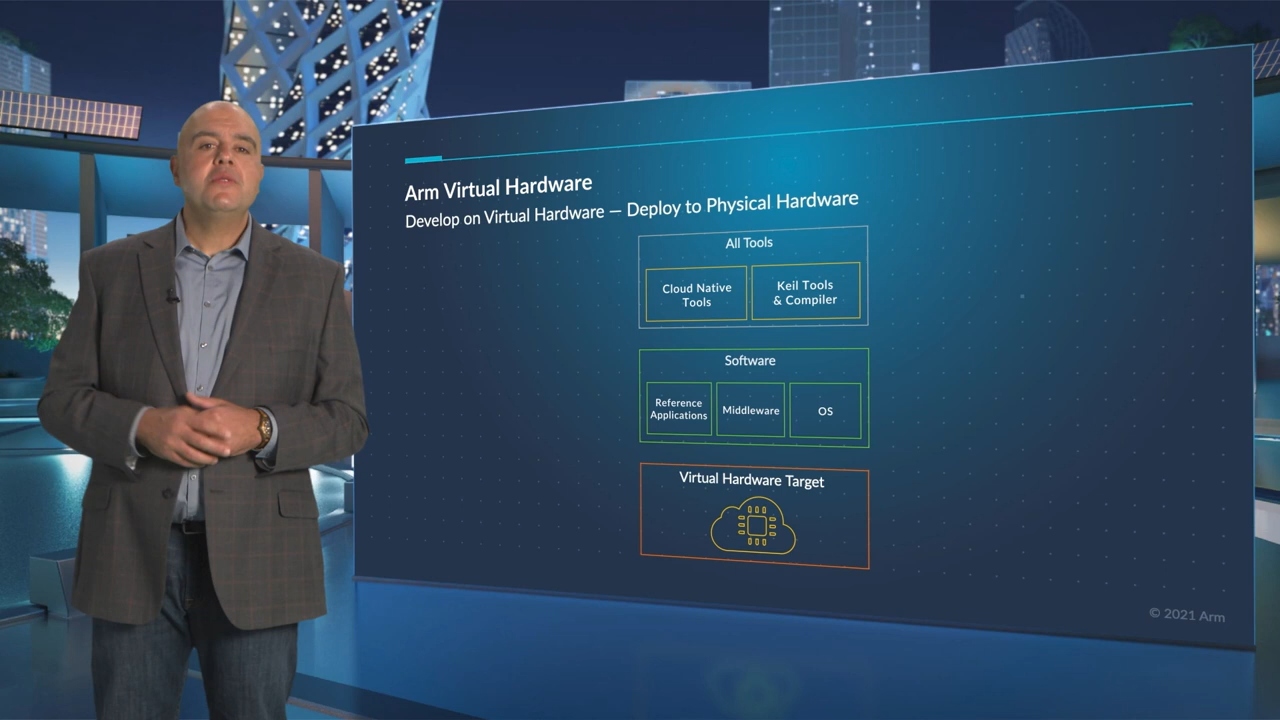 Arm Virtual Hardware
Develop on Virtual Hardware — Deploy to Physical Hardware
All Tools
Cloud Native
Tools
Keil Tools
& Compiler
Software
Reference
Applications
Middleware
OS
Virtual Hardware Target
© 2021 Arm